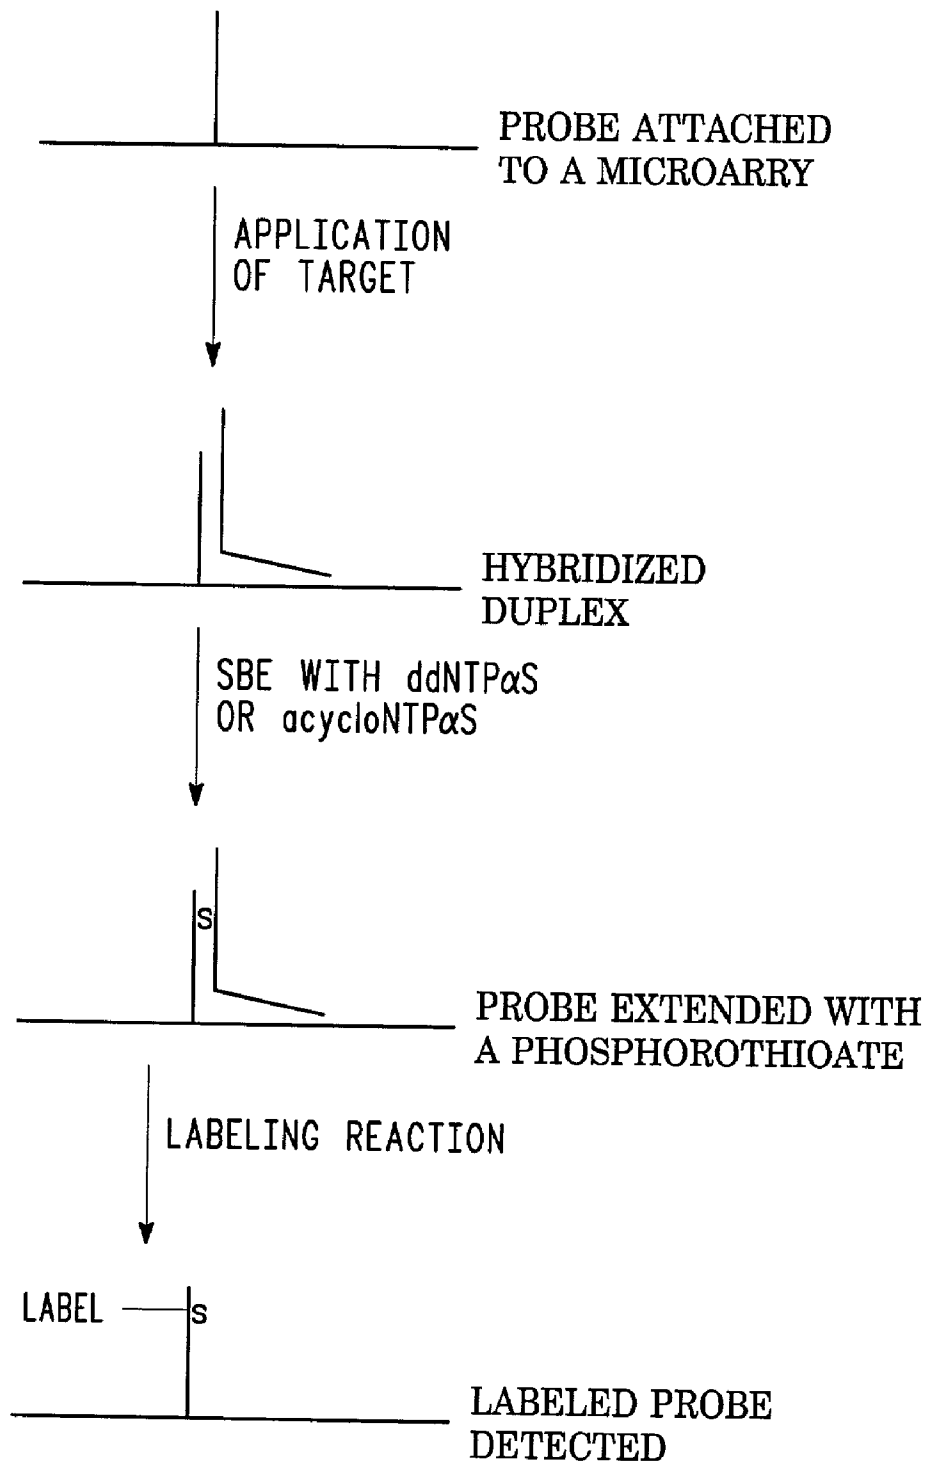 PROBE ATTACHED
TO A MICROARRY
APPLICATION
OF TARGET
HYBRIDIZED
DUPLEX
SBE WITH ddNTPαS
OR acycloNTPαS
S
PROBE EXTENDED WITH
A PHOSPHOROTHIOATE
LABELING REACTION
LABEL S
LABELED PROBE
DETECTED